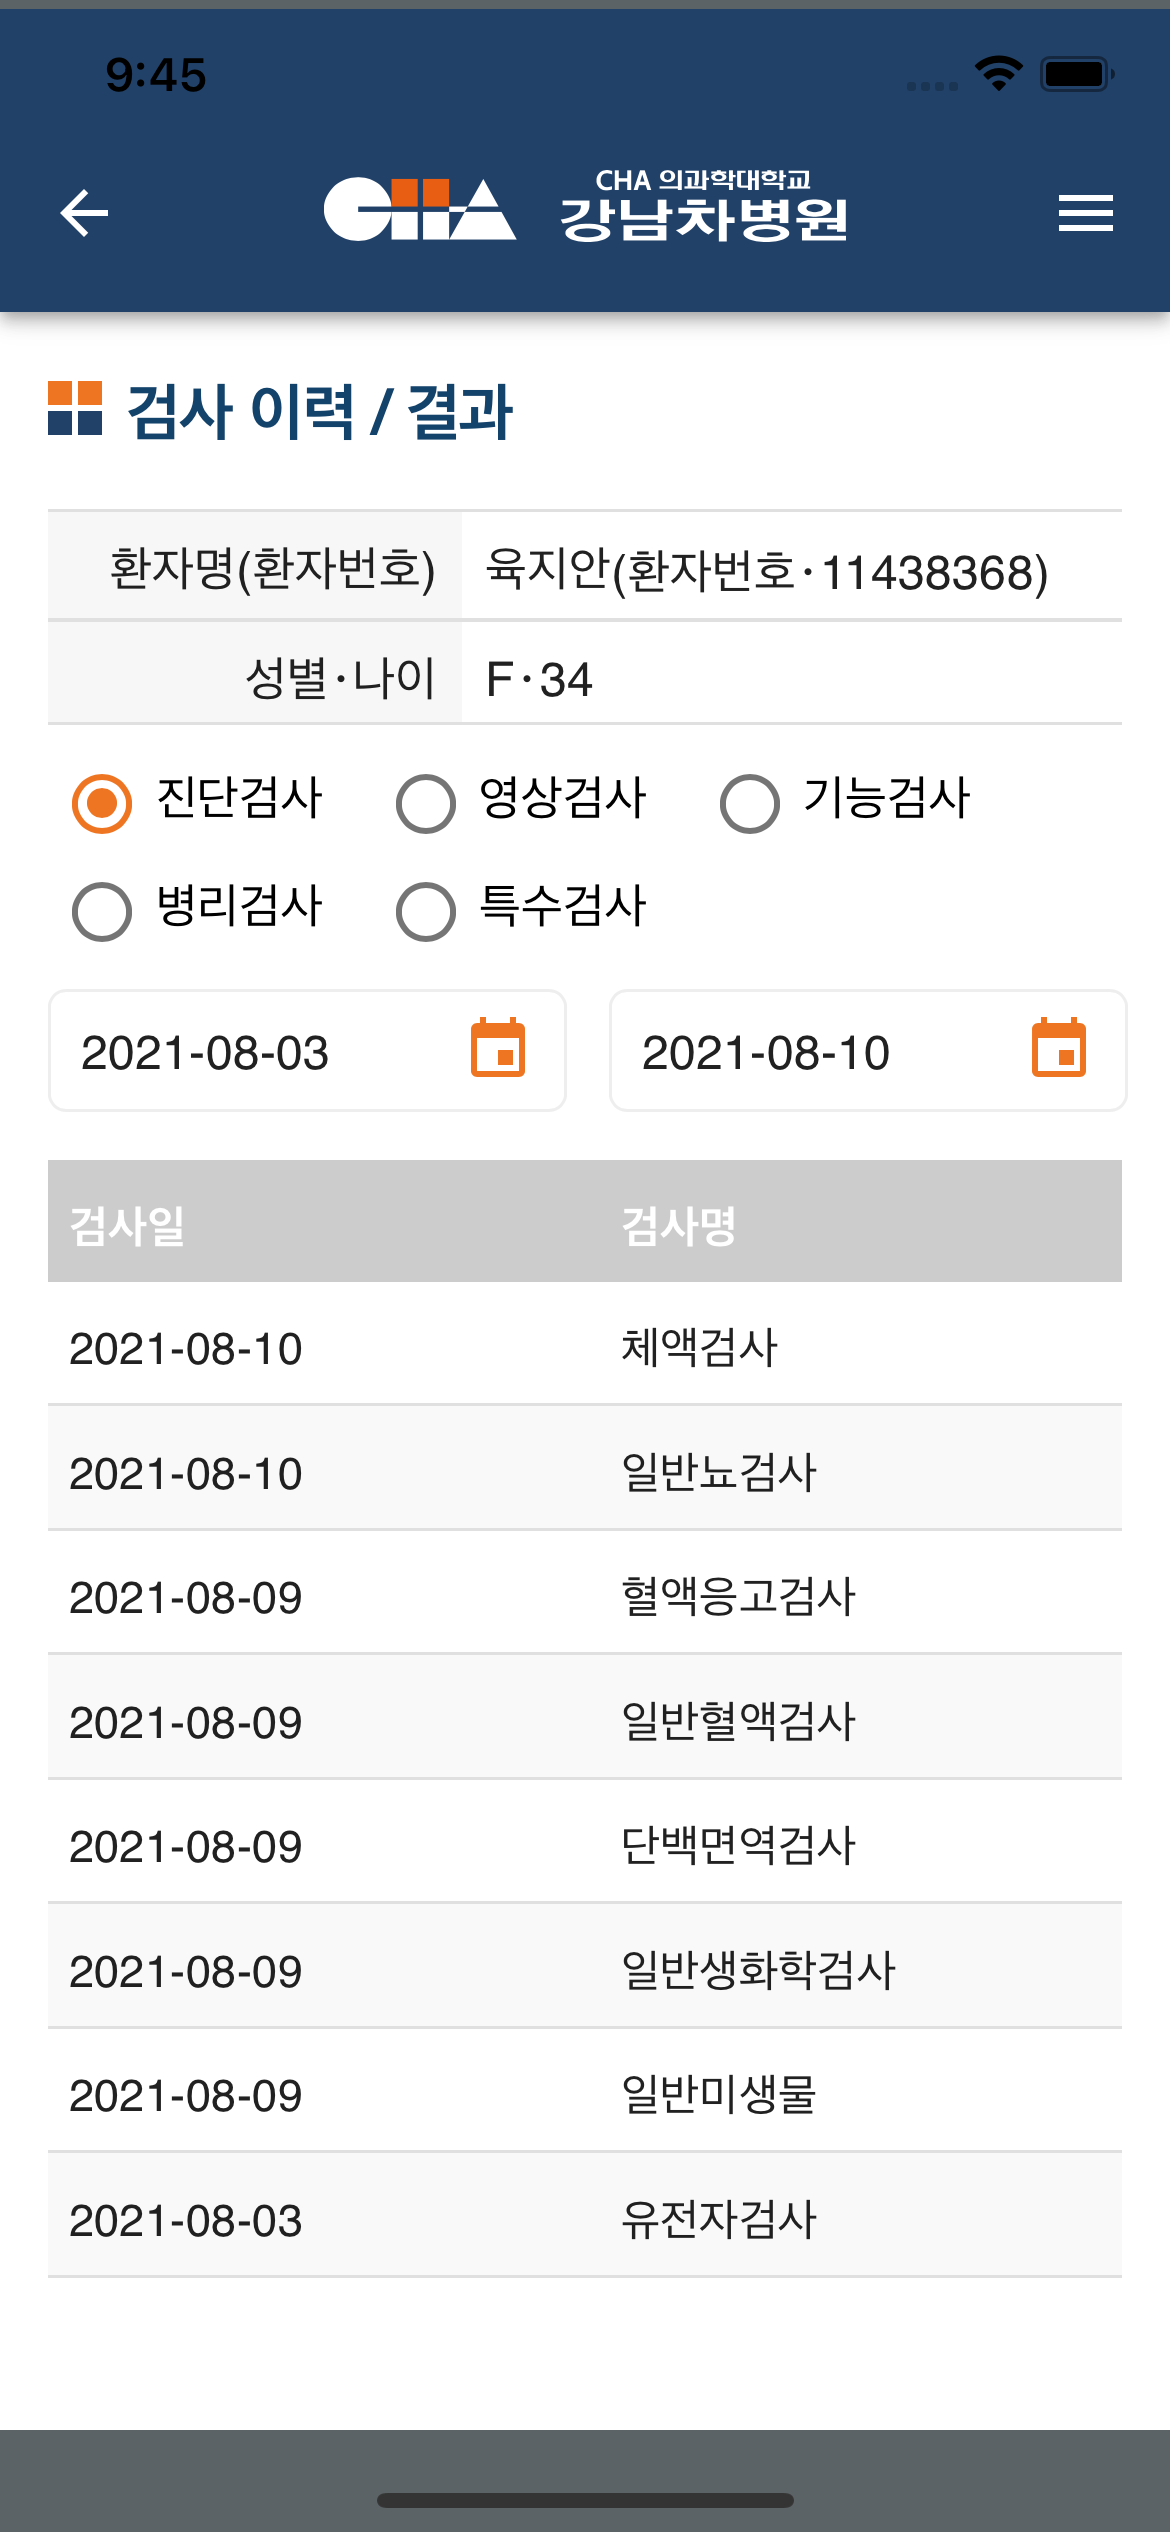 9:45
CHA
CHA 의과학대학교
강남차병원
검사 이력 / 결과
환자명(환자번호) 육지안(환자번호·11438368)
성별·나이 F·34
진단검사 영상검사 기능검사
병리검사 특수검사
2021-08-03 2021-08-10
검사일 검사명
2021-08-10 체액검사
2021-08-10 일반뇨검사
2021-08-09 혈액응고검사
2021-08-09 일반혈액검사
2021-08-09 단백면역검사
2021-08-09 일반생화학검사
2021-08-09 일반미생물
2021-08-03 유전자검사